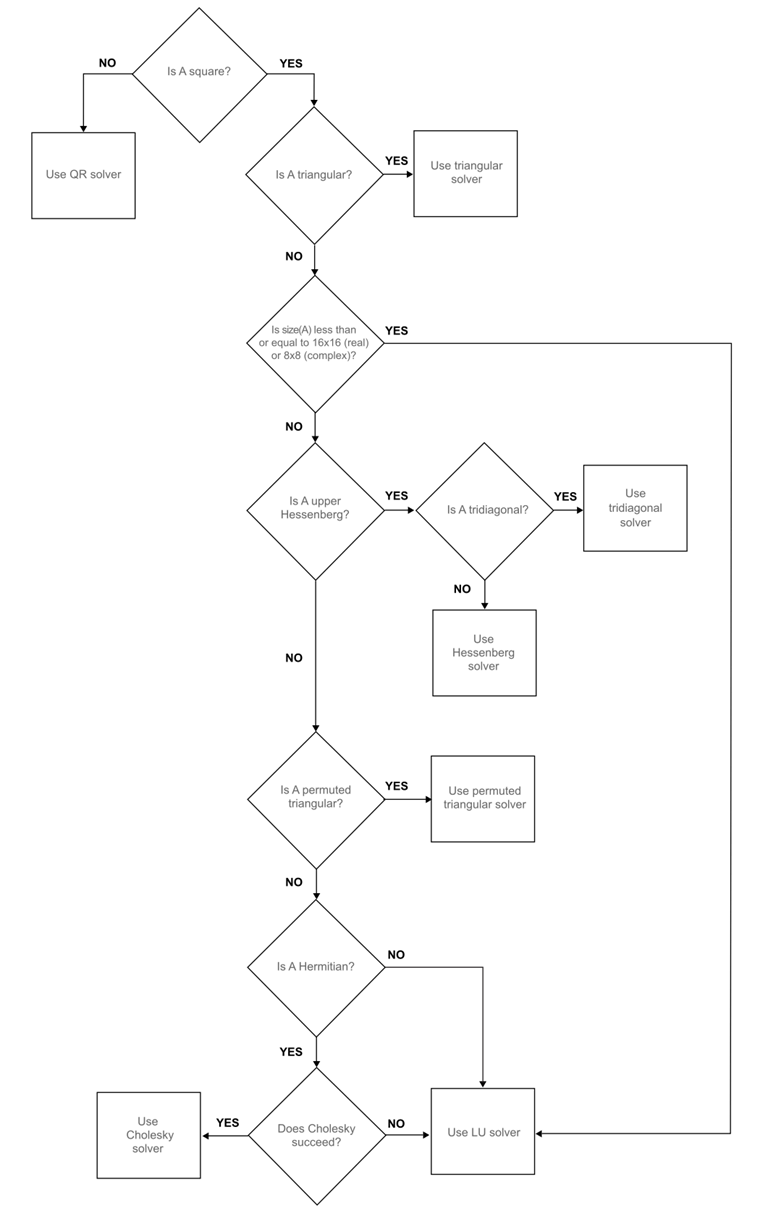 NO
YES
Is A square?
Use QR solver
Is A triangular?
YES
Use triangular
solver
NO
Is size(A) less than
or equal to 16x16 (real)
or 8x8 (complex)?
YES
NO
Is A upper
Hessenberg?
YES
Is A tridiagonal?
YES
Use
tridiagonal
solver
NO
Use
Hessenberg
solver
NO
Is A permuted
triangular?
YES
Use permuted
triangular solver
NO
Is A Hermitian?
NO
YES
Does Cholesky
succeed?
YES
Use
Cholesky
solver
NO
Use LU solver